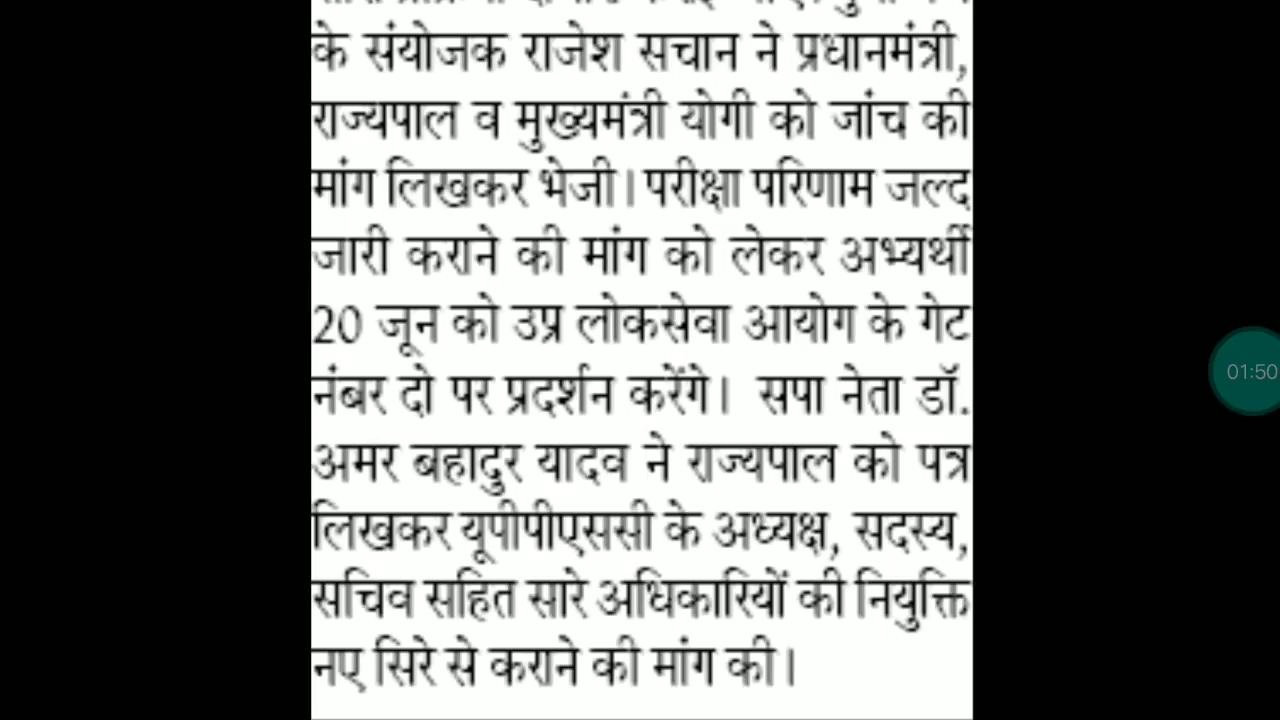 के संयोजक राजेश सचान ने प्रधानमंत्री,
राज्यपाल व मुख्यमंत्री योगी को जांच की
मांग लिखकर भेजी। परीक्षा परिणाम जल्द
जारी कराने की मांग को लेकर अभ्यर्थी
20 जून को उप्र लोकसेवा आयोग के गेट
नंबर दो पर प्रदर्शन करेंगे। सपा नेता डॉ.
अमर बहादुर यादव ने राज्यपाल को पत्र
लिखकर यूपीपीएससी के अध्यक्ष, सदस्य,
सचिव सहित सारे अधिकारियों की नियुक्ति
नए सिरे से कराने की मांग की।
01:50